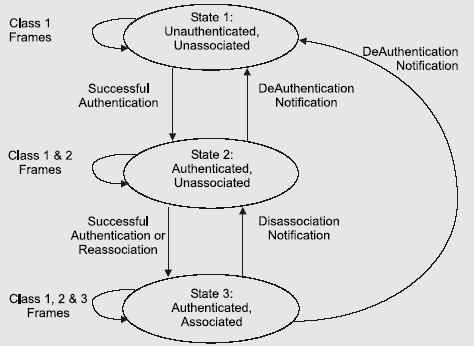 State 1:
Unauthenticated,
Unassociated
Class 1
Frames
DeAuthentication
Notification
Successful
Authentication
DeAuthentication
Notification
State 2:
Authenticated,
Unassociated
Class 1 & 2
Frames
Successful
Authentication or
Reassociation
Disassociation
Notification
State 3:
Authenticated,
Associated
Class 1, 2 & 3
Frames